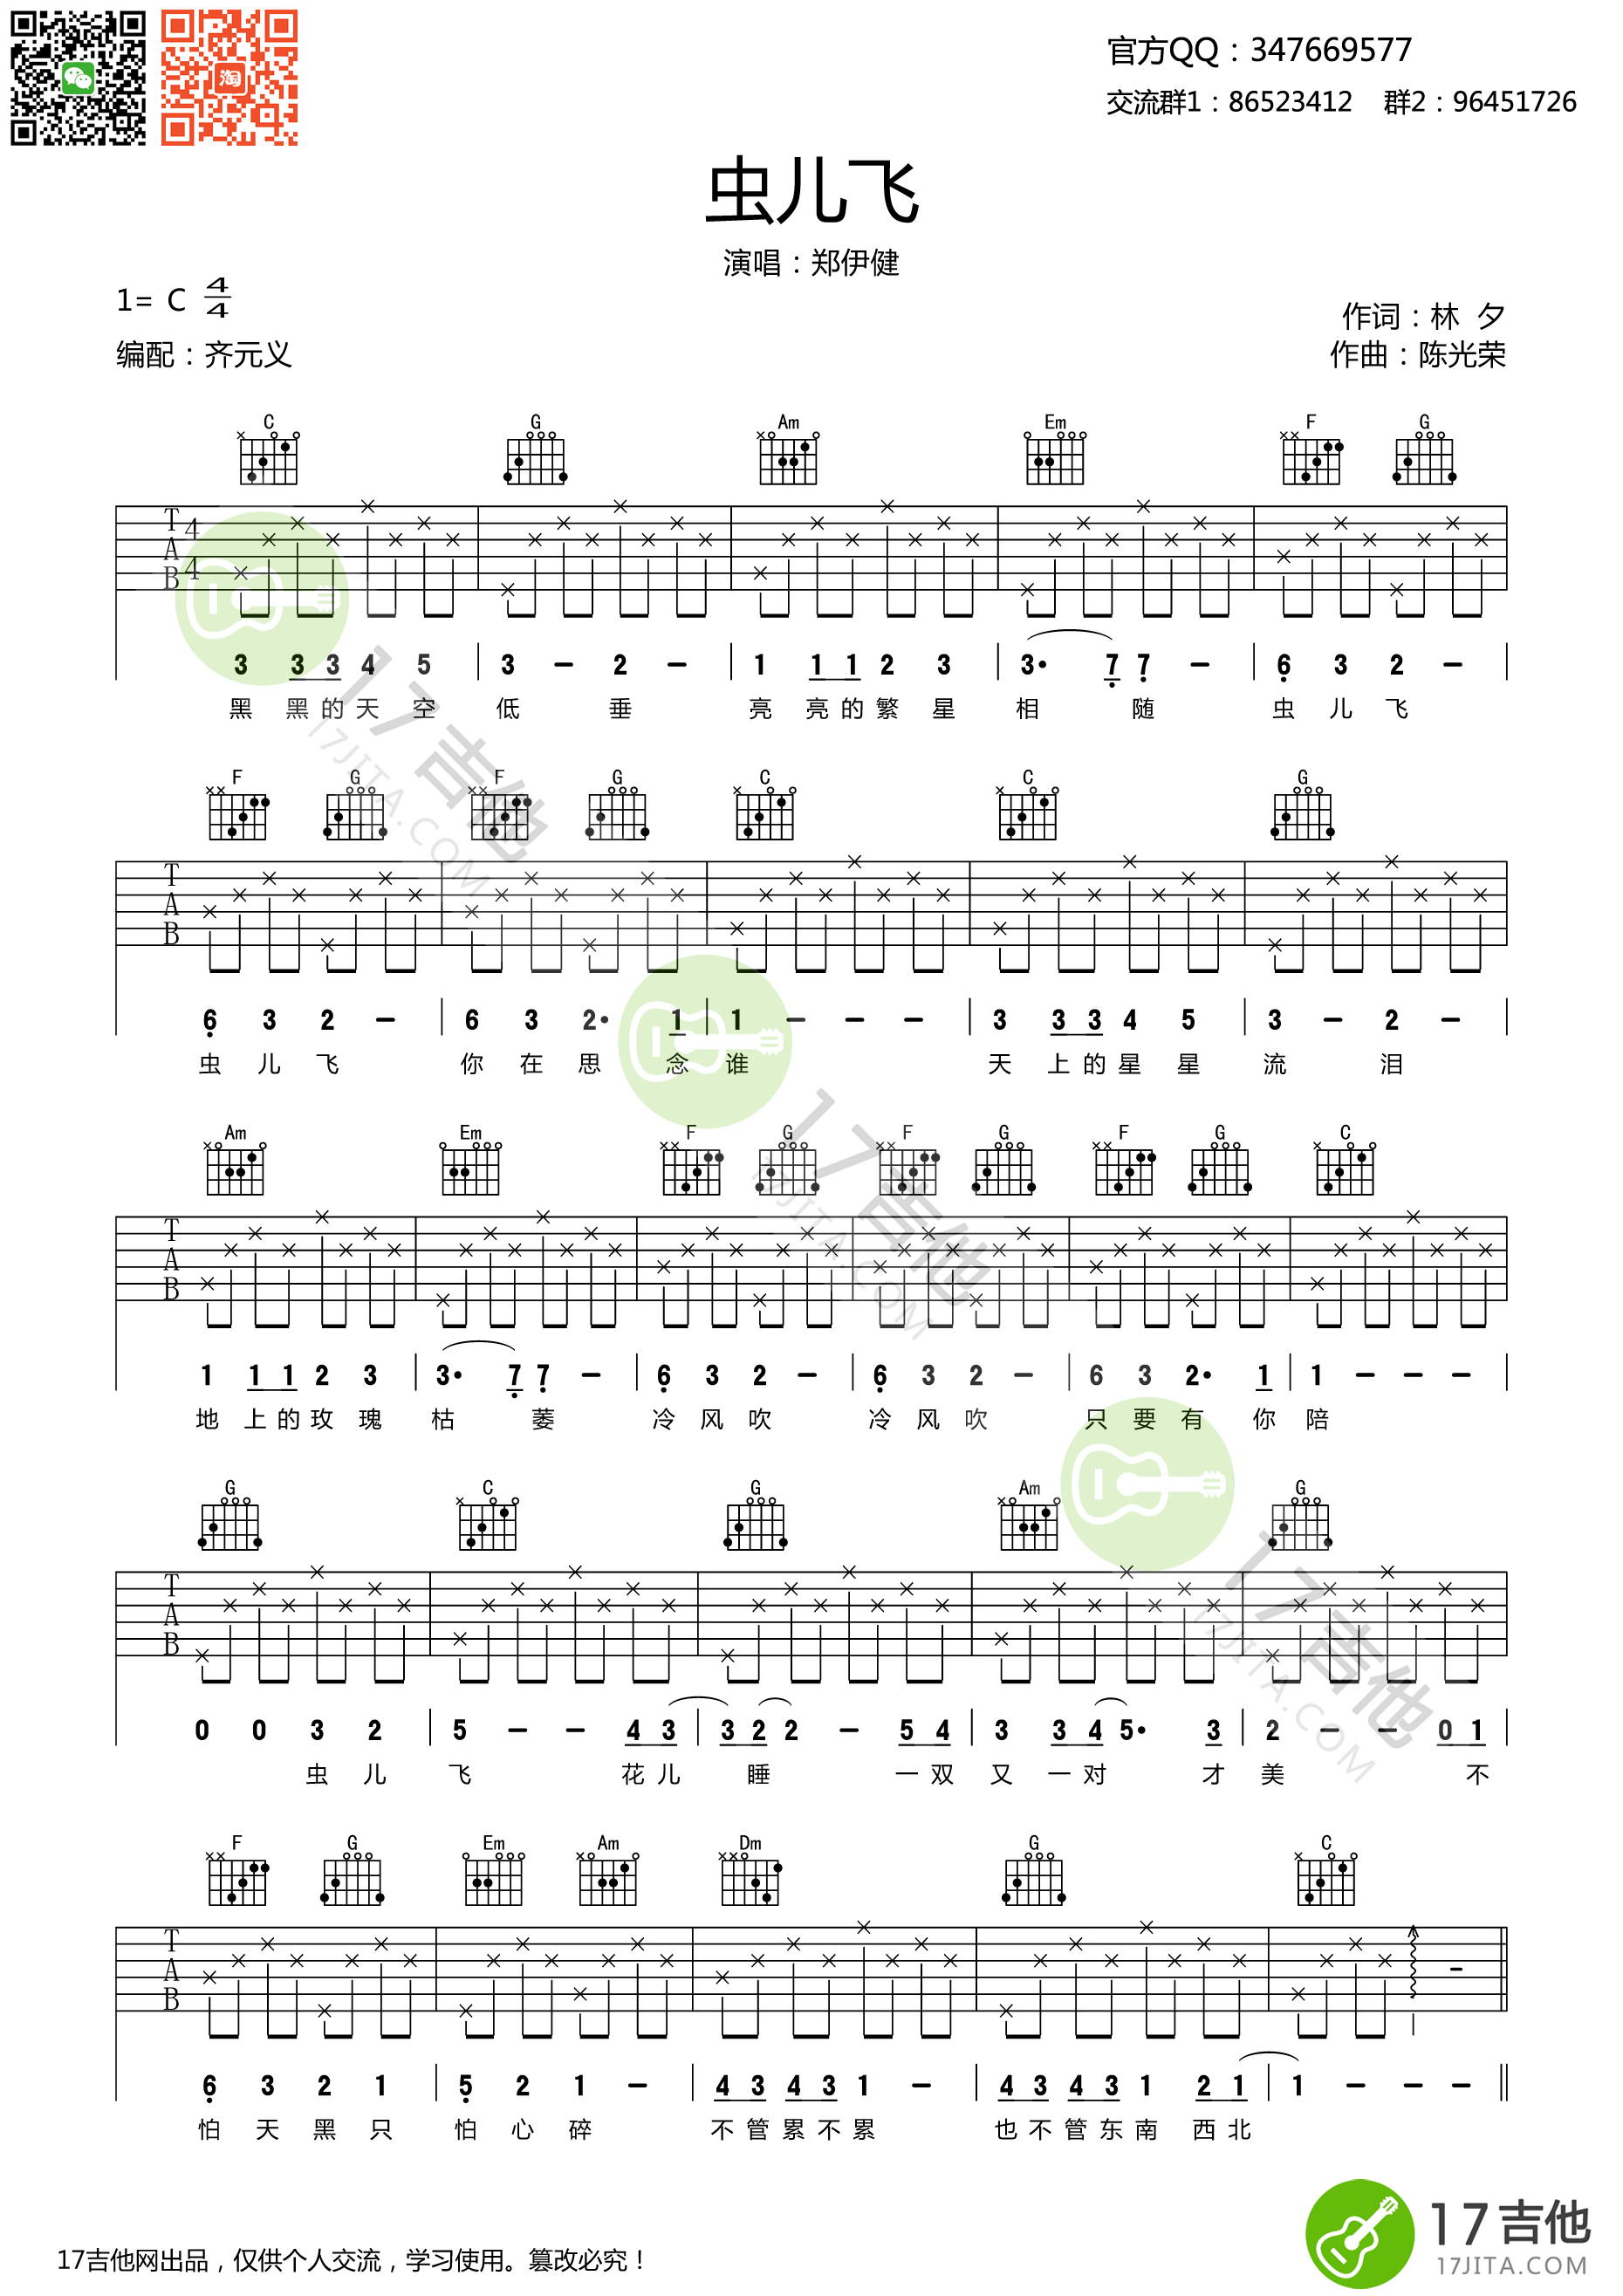 官方QQ：347669577
交流群1：86523412 群2：96451726
虫儿飞
演唱：郑伊健
1= C 4/4
作词：林 夕
编配：齐元义
作曲：陈光荣
C G Am Em F G
T A B 4 4
3 3 3 4 5 3 － 2 － 1 1 1 2 3 3· 7 7 － 6 3 2 －
黑 黑 的 天 空 低 垂 亮 亮 的 繁 星 相 随 虫 儿 飞
F G F G C C G
T A B
6 3 2 － 6 3 2· 1 1 － － － 3 3 3 4 5 3 － 2 －
虫 儿 飞 你 在 思 念 谁 天 上 的 星 星 流 泪
Am Em F G F G F G C
T A B
1 1 1 2 3 3· 7 7 － 6 3 2 － 6 3 2 － 6 3 2· 1 1 － － －
地 上 的 玫 瑰 枯 萎 冷 风 吹 冷 风 吹 只 要 有 你 陪
G C G Am G
T A B
0 0 3 2 5 － － 4 3 3 2 2 － 5 4 3 3 4 5· 3 2 － － 0 1
虫 儿 飞 花 儿 睡 一 双 又 一 对 才 美 不
F G Em Am Dm G C
T A B
6 3 2 1 5 2 1 － 4 3 4 3 1 － 4 3 4 3 1 2 1 1 － － －
怕 天 黑 只 怕 心 碎 不 管 累 不 累 也 不 管 东 南 西 北
17吉他
17JITA.COM
17吉他网出品，仅供个人交流，学习使用。篡改必究！